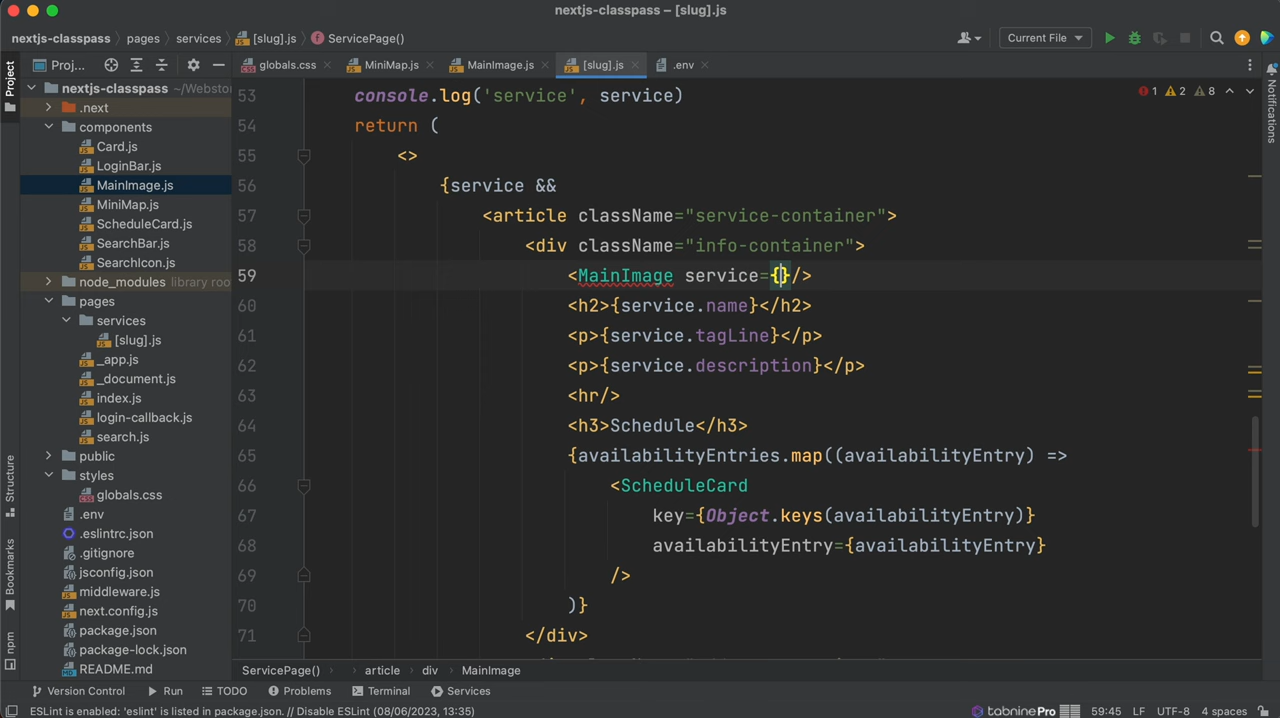 nextjs-classpass – [slug].js
nextjs-classpass pages services [slug].js ServicePage() Current File
Project Proj... globals.css MiniMap.js MainImage.js [slug].js .env
nextjs-classpass ~/Websto
.next
components
Card.js
LoginBar.js
MainImage.js
MiniMap.js
ScheduleCard.js
SearchBar.js
SearchIcon.js
node_modules library roo
pages
services
[slug].js
_app.js
_document.js
index.js
login-callback.js
search.js
public
styles
globals.css
.env
.eslintrc.json
.gitignore
jsconfig.json
middleware.js
next.config.js
package.json
package-lock.json
README.md
Structure
Bookmarks
npm
53 console.log('service', service)
54 return (
55 <>
56 {service &&
57 <article className="service-container">
58 <div className="info-container">
59 <MainImage service={}/>
60 <h2>{service.name}</h2>
61 <p>{service.tagLine}</p>
62 <p>{service.description}</p>
63 <hr/>
64 <h3>Schedule</h3>
65 {availabilityEntries.map((availabilityEntry) =>
66 <ScheduleCard
67 key={Object.keys(availabilityEntry)}
68 availabilityEntry={availabilityEntry}
69 />
70 )}
71 </div>
1 2 8
Notifications
ServicePage() article div MainImage
Version Control Run TODO Problems Terminal Services
ESLint is enabled: 'eslint' is listed in package.json. // Disable ESLint (08/06/2023, 13:35) tabnine Pro 59:45 LF UTF-8 4 spaces